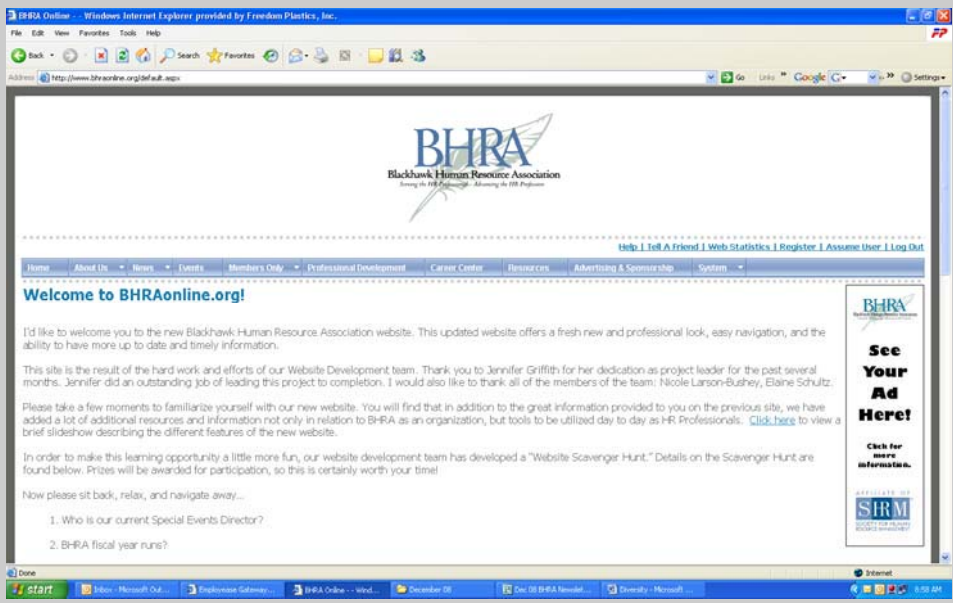 BHRA Online - - Windows Internet Explorer provided by Freedom Plastics, Inc.
File Edit View Favorites Tools Help
Back Search Favorites
Address http://www.bhraonline.org/default.aspx Go Links Google Settings
BHRA
Blackhawk Human Resource Association
Serving the HR Professional - Advancing the HR Profession
Help | Tell A Friend | Web Statistics | Register | Assume User | Log Out
Home About Us News Events Members Only Professional Development Career Center Resources Advertising & Sponsorship System
Welcome to BHRAonline.org!
I'd like to welcome you to the new Blackhawk Human Resource Association website. This updated website offers a fresh new and professional look, easy navigation, and the
ability to have more up to date and timely information.
This site is the result of the hard work and efforts of our Website Development team. Thank you to Jennifer Griffith for her dedication as project leader for the past several
months. Jennifer did an outstanding job of leading this project to completion. I would also like to thank all of the members of the team: Nicole Larson-Bushey, Elaine Schultz.
Please take a few moments to familiarize yourself with our new website. You will find that in addition to the great information provided to you on the previous site, we have
added a lot of additional resources and information not only in relation to BHRA as an organization, but tools to be utilized day to day as HR Professionals. Click here to view a
brief slideshow describing the different features of the new website.
In order to make this learning opportunity a little more fun, our website development team has developed a "Website Scavenger Hunt." Details on the Scavenger Hunt are
found below. Prizes will be awarded for participation, so this is certainly worth your time!
Now please sit back, relax, and navigate away...
1. Who is our current Special Events Director?
2. BHRA fiscal year runs?
BHRA
See
Your
Ad
Here!
Click for
more
information.
AFFILIATE OF
SHRM
SOCIETY FOR HUMAN
RESOURCE MANAGEMENT
Done Internet
start Inbox - Microsoft Out... Employease Gateway... BHRA Online - - Wind... December 08 Dec 08 BHRA Newslet... Diversity - Microsoft ... 8:58 AM